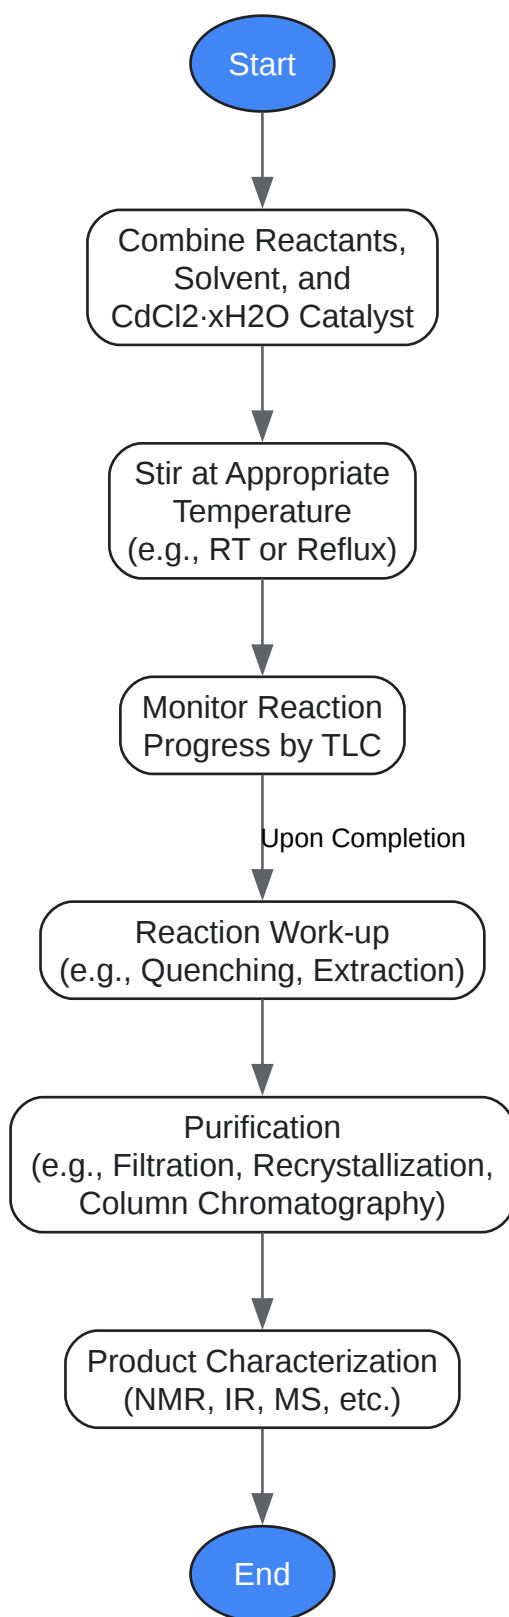 Start
Combine Reactants,
Solvent, and
CdCl2·xH2O Catalyst
Stir at Appropriate
Temperature
(e.g., RT or Reflux)
Monitor Reaction
Progress by TLC
Upon Completion
Reaction Work-up
(e.g., Quenching, Extraction)
Purification
(e.g., Filtration, Recrystallization,
Column Chromatography)
Product Characterization
(NMR, IR, MS, etc.)
End